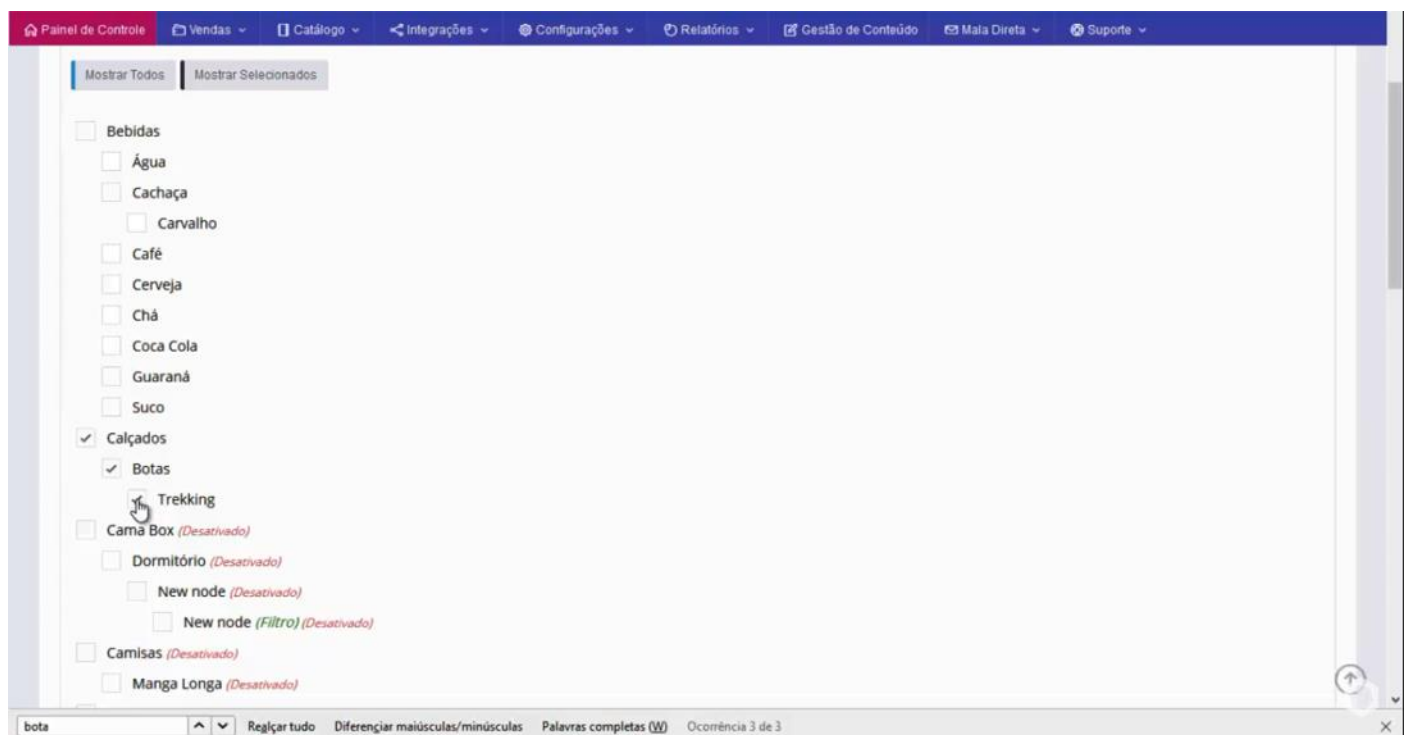 Painel de Controle Vendas Catálogo Integrações Configurações Relatórios Gestão de Conteúdo Mala Direta Suporte
Mostrar Todos Mostrar Selecionados
Bebidas
Água
Cachaça
Carvalho
Café
Cerveja
Chá
Coca Cola
Guaraná
Suco
Calçados
Botas
Trekking
Cama Box (Desativado)
Dormitório (Desativado)
New node (Desativado)
New node (Filtro) (Desativado)
Camisas (Desativado)
Manga Longa (Desativado)
bota Realçar tudo Diferençiar maiúsculas/minúsculas Palavras completas (W) Ocorrência 3 de 3